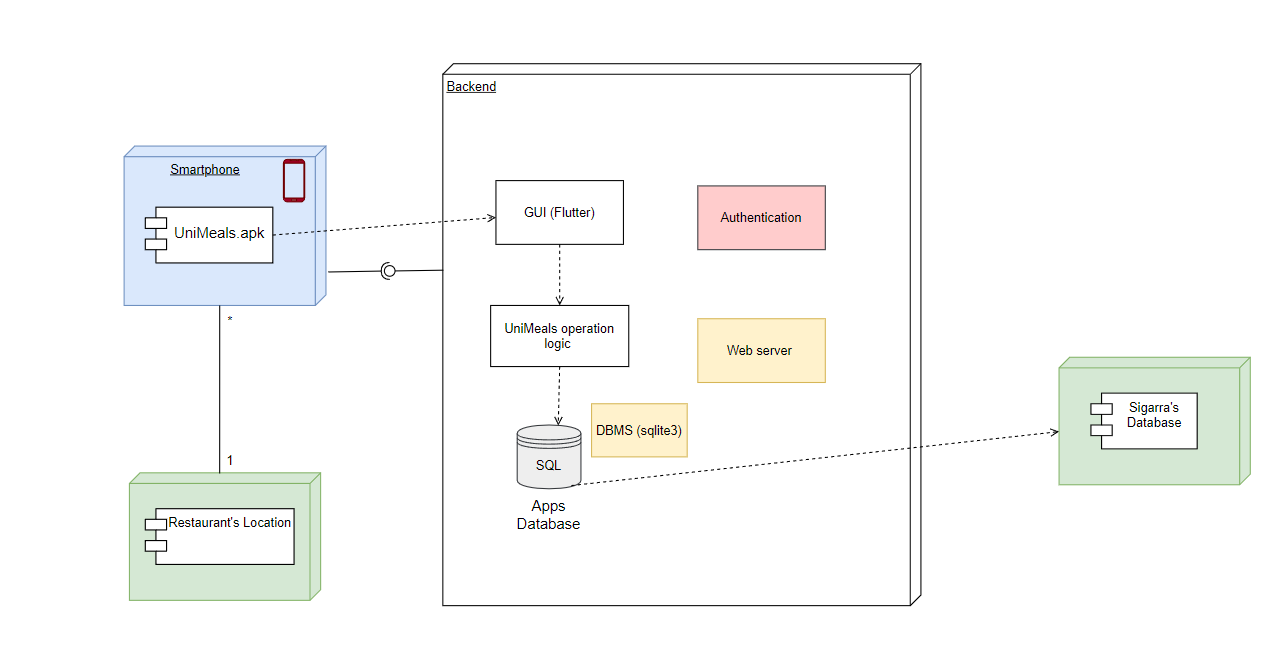 Backend
Smartphone
UniMeals.apk
GUI (Flutter)
Authentication
*
UniMeals operation
logic
Web server
DBMS (sqlite3)
SQL
Apps
Database
Sigarra's
Database
1
Restaurant's Location